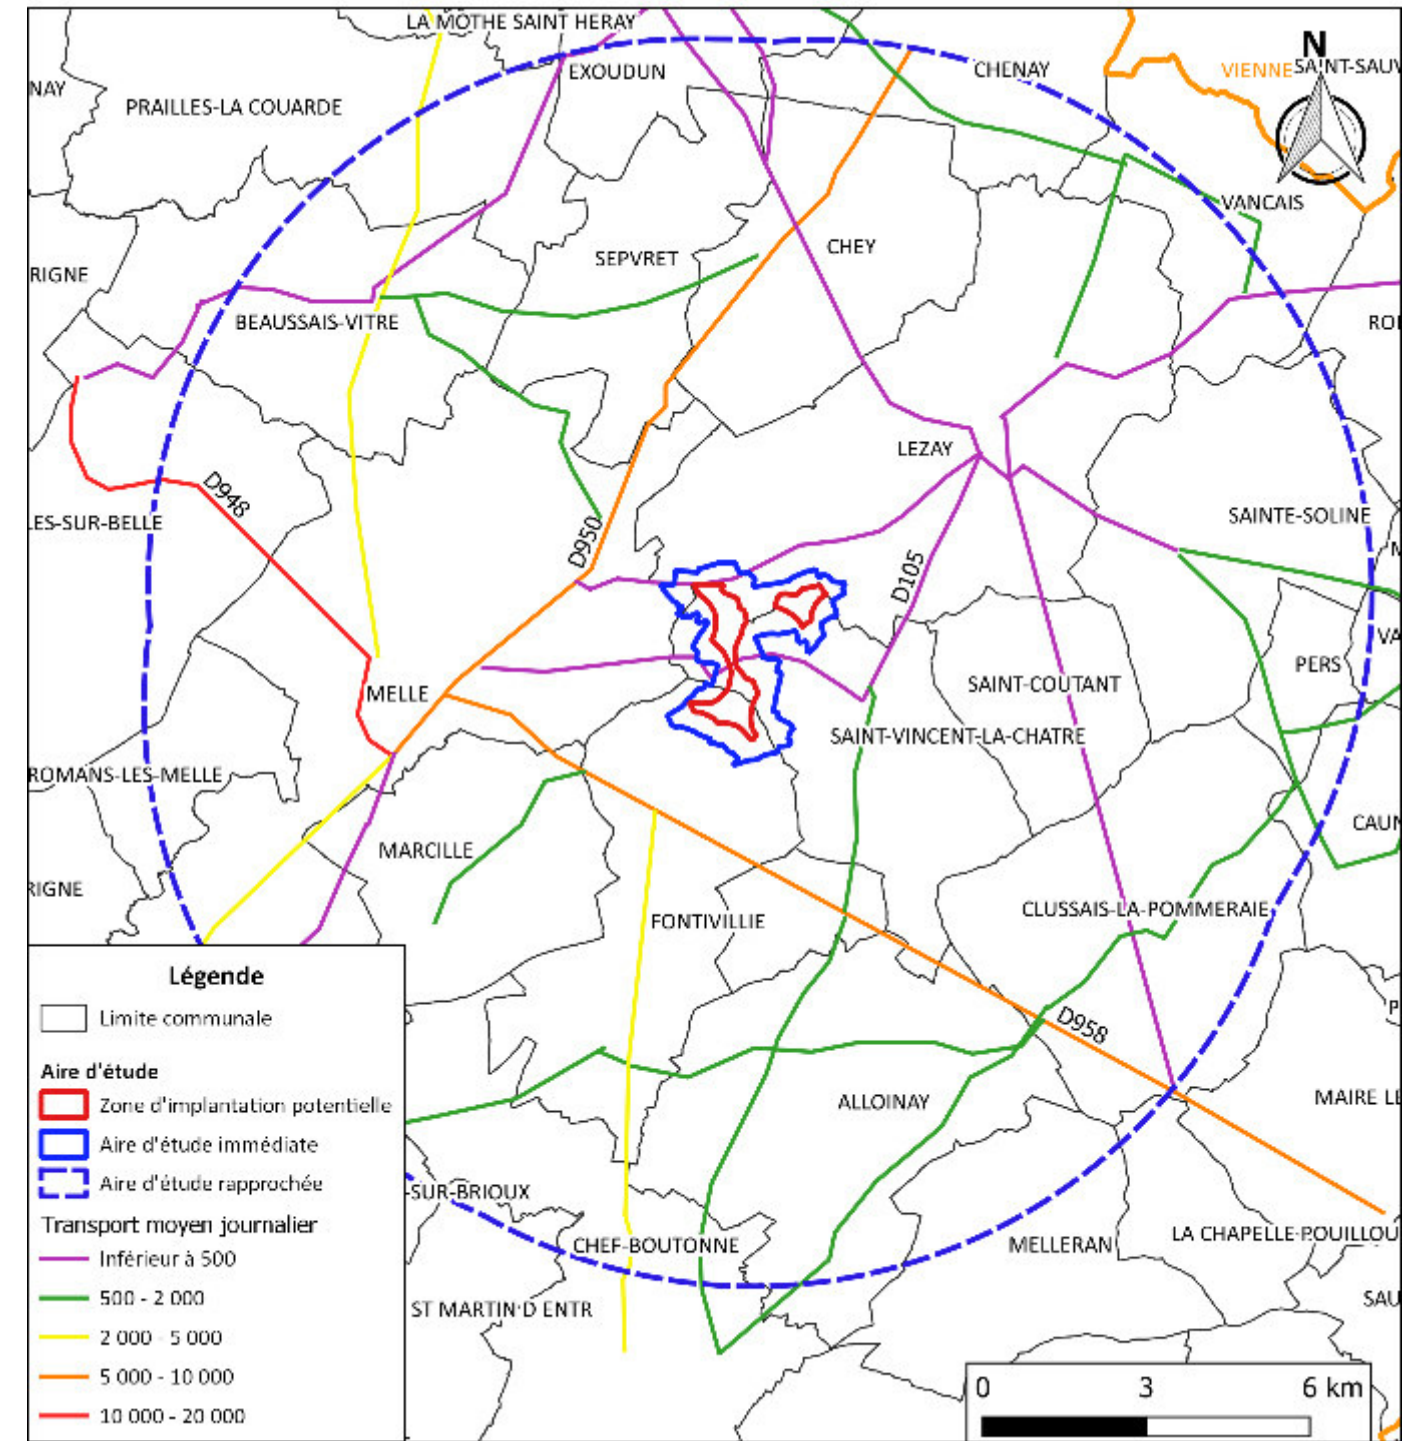 LA MOTHE SAINT HERAY
N
EXOUDUN
CHENAY
VIENNE
SAINT-SAUV
NAY
PRAILLES-LA COUARDE
VANCAIS
SEPVRET
CHEY
RIGNE
BEAUSSAIS-VITRE
ROI
LEZAY
D948
LES-SUR-BELLE
SAINTE-SOLINE
D950
D105
M
VA
PERS
MELLE
SAINT-COUTANT
SAINT-VINCENT-LA-CHATRE
ROMANS-LES-MELLE
CAUN
MARCILLE
RIGNE
FONTIVILLIE
CLUSSAIS-LA-POMMERAIE
P
D958
ALLOINAY
MAIRE LE
-SUR-BRIOUX
CHEF-BOUTONNE
MELLERAN
LA CHAPELLE-POUILLOU
ST MARTIN D ENTR
SAU
Légende
Limite communale
Aire d'étude
Zone d'implantation potentielle
Aire d'étude immédiate
Aire d'étude rapprochée
Transport moyen journalier
Inférieur à 500
500 - 2 000
2 000 - 5 000
5 000 - 10 000
10 000 - 20 000
0 3 6 km